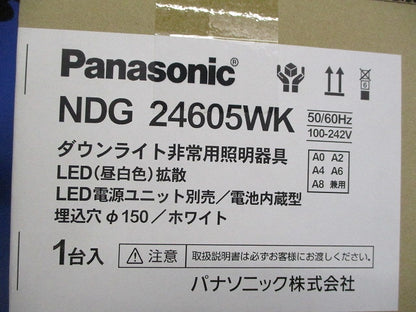 Panasonic®
NDG 24605WK
50/60Hz
100-242V
ダウンライト非常用照明器具
LED（昼白色）拡散
LED電源ユニット別売／電池内蔵型
埋込穴φ150／ホワイト
A0 A2
A4 A6
A8 兼用
1台入
注意
取扱説明書は必ずお客様にお渡しください。
パナソニック株式会社